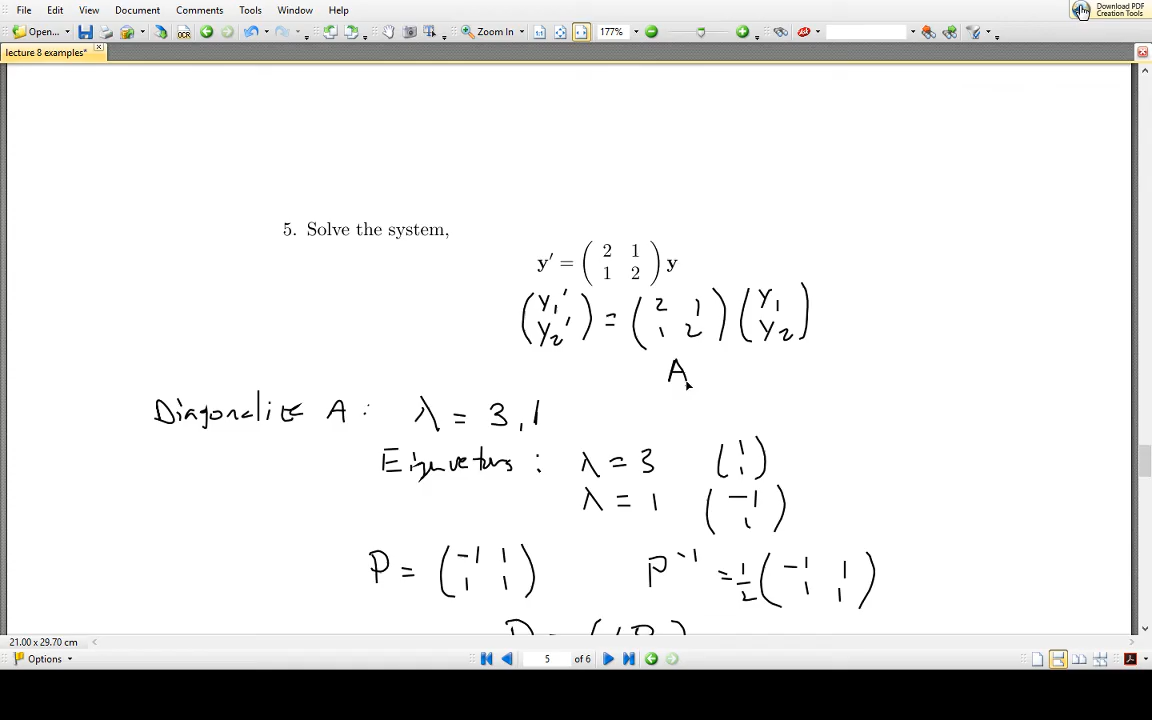 File Edit View Document Comments Tools Window Help
Download PDF
Creation Tools
Open... OCR Zoom In 1:1 177%
lecture 8 examples*
5. Solve the system,
y′ = ( 2 1
1 2 ) y
( y₁′
y₂′ ) = ( 2 1
1 2 ) ( y₁
y₂ )
A
Diagonalize A : λ = 3, 1
Eigenvectors : λ = 3 ( 1
1 )
λ = 1 ( -1
1 )
P = ( -1 1
1 1 ) P⁻¹ = 1/2 ( -1 1
1 1 )
21.00 x 29.70 cm
Options 5 of 6